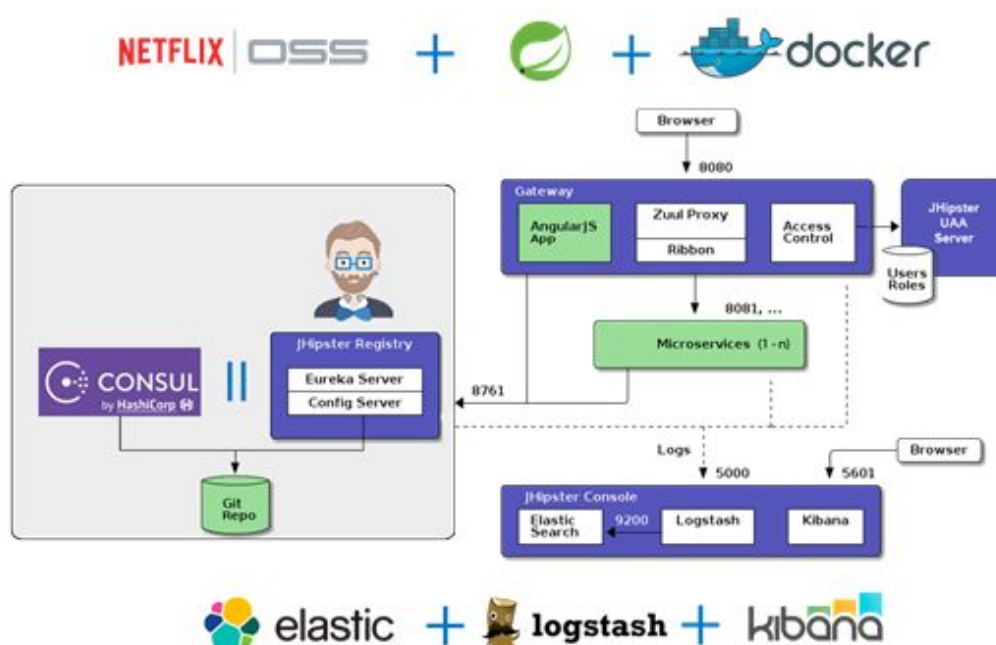 NETFLIX OSS + + docker
Browser
8080
Gateway
AngularJS
App
Zuul Proxy
Ribbon
Access
Control
JHipster
UAA
Server
Users
Roles
8081, ...
Microservices (1 - n)
JHipster Registry
Eureka Server
Config Server
CONSUL
by HashiCorp
||
8761
Git
Repo
Logs
5000
5601
Browser
JHipster Console
Elastic
Search
9200
Logstash
Kibana
elastic + logstash + kibana